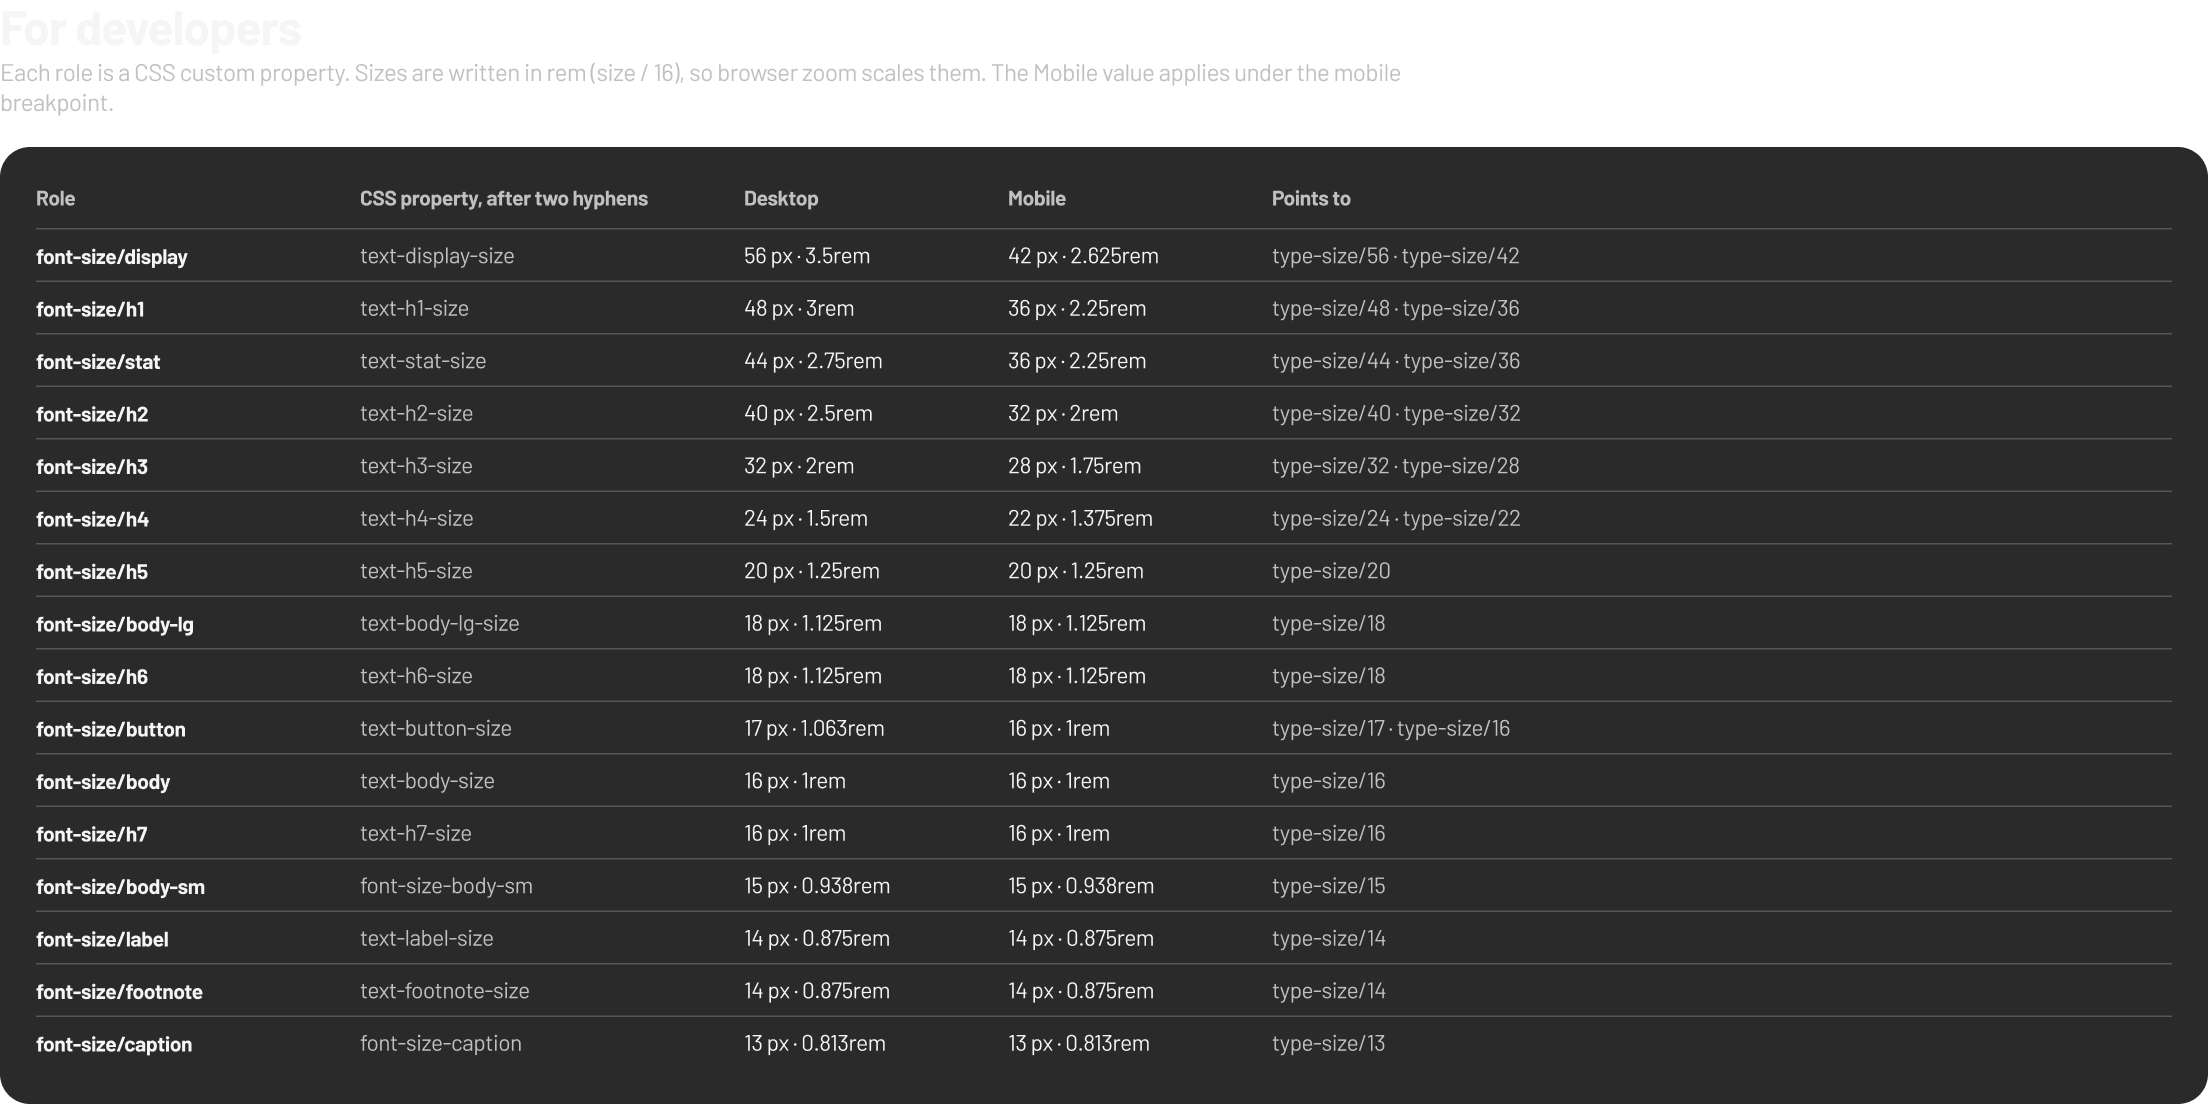 For developers
Each role is a CSS custom property. Sizes are written in rem (size / 16), so browser zoom scales them. The Mobile value applies under the mobile
breakpoint.
Role CSS property, after two hyphens Desktop Mobile Points to
font-size/display text-display-size 56 px · 3.5rem 42 px · 2.625rem type-size/56 · type-size/42
font-size/h1 text-h1-size 48 px · 3rem 36 px · 2.25rem type-size/48 · type-size/36
font-size/stat text-stat-size 44 px · 2.75rem 36 px · 2.25rem type-size/44 · type-size/36
font-size/h2 text-h2-size 40 px · 2.5rem 32 px · 2rem type-size/40 · type-size/32
font-size/h3 text-h3-size 32 px · 2rem 28 px · 1.75rem type-size/32 · type-size/28
font-size/h4 text-h4-size 24 px · 1.5rem 22 px · 1.375rem type-size/24 · type-size/22
font-size/h5 text-h5-size 20 px · 1.25rem 20 px · 1.25rem type-size/20
font-size/body-lg text-body-lg-size 18 px · 1.125rem 18 px · 1.125rem type-size/18
font-size/h6 text-h6-size 18 px · 1.125rem 18 px · 1.125rem type-size/18
font-size/button text-button-size 17 px · 1.063rem 16 px · 1rem type-size/17 · type-size/16
font-size/body text-body-size 16 px · 1rem 16 px · 1rem type-size/16
font-size/h7 text-h7-size 16 px · 1rem 16 px · 1rem type-size/16
font-size/body-sm font-size-body-sm 15 px · 0.938rem 15 px · 0.938rem type-size/15
font-size/label text-label-size 14 px · 0.875rem 14 px · 0.875rem type-size/14
font-size/footnote text-footnote-size 14 px · 0.875rem 14 px · 0.875rem type-size/14
font-size/caption font-size-caption 13 px · 0.813rem 13 px · 0.813rem type-size/13